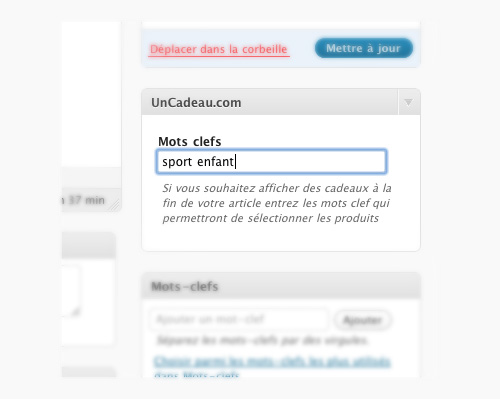 Déplacer dans la corbeille
Mettre à jour
UnCadeau.com
Mots clefs
sport enfant
Si vous souhaitez afficher des cadeaux à la
fin de votre article entrez les mots clef qui
permettront de sélectionner les produits
37 min
Mots-clefs
Ajouter un mot-clef
Ajouter
Séparez les mots-clefs par des virgules.
Choisir parmi les mots-clefs les plus utilisés
dans Mots-clefs